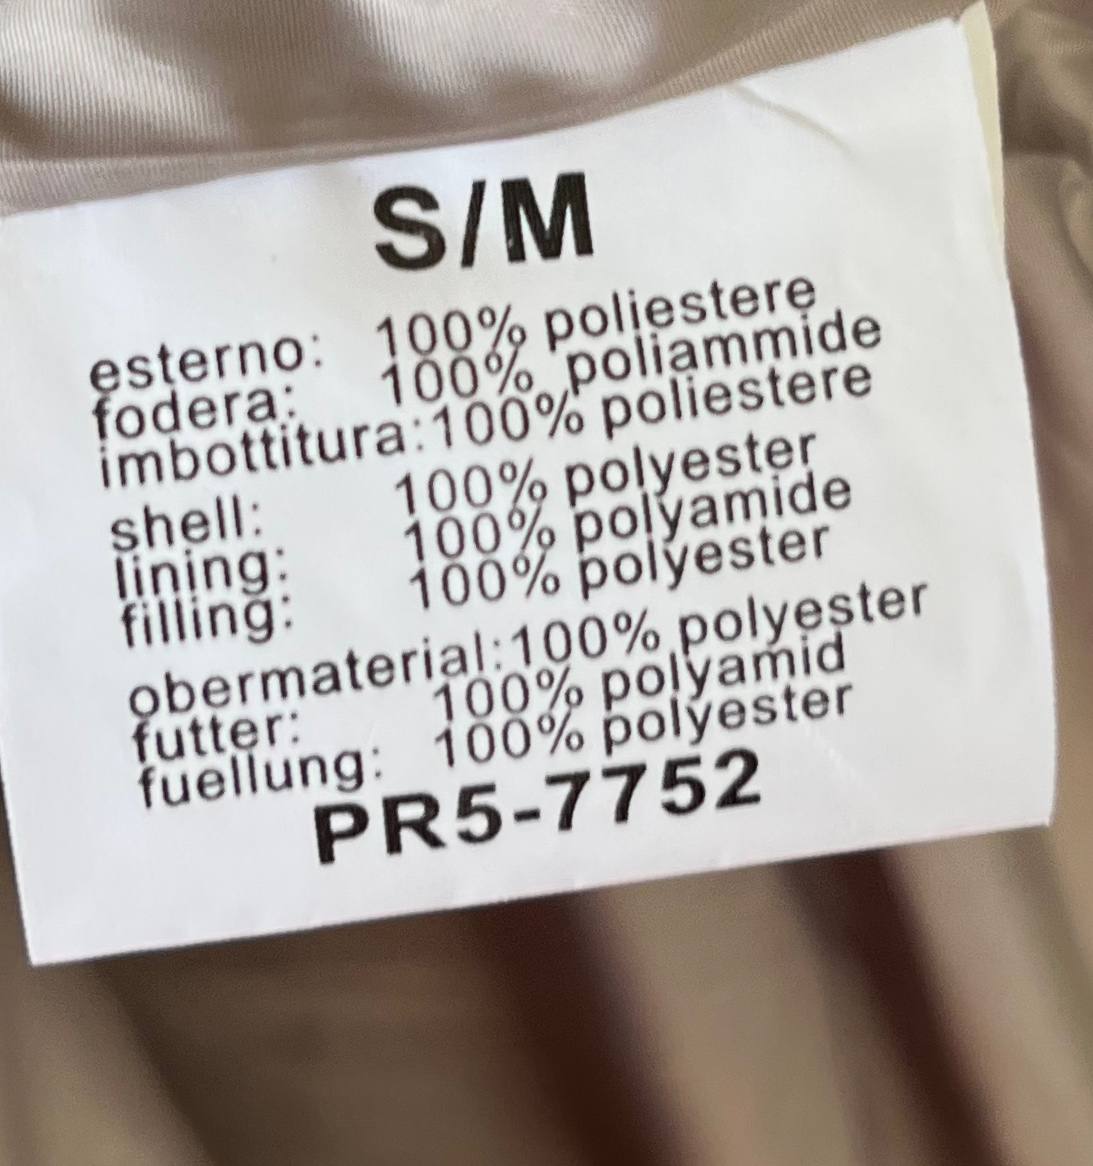 S/M
esterno: 100% poliestere
fodera: 100% poliammide
imbottitura:100% poliestere
shell: 100% polyester
lining: 100% polyamide
filling: 100% polyester
obermaterial:100% polyester
futter: 100% polyamid
fuellung: 100% polyester
PR5-7752